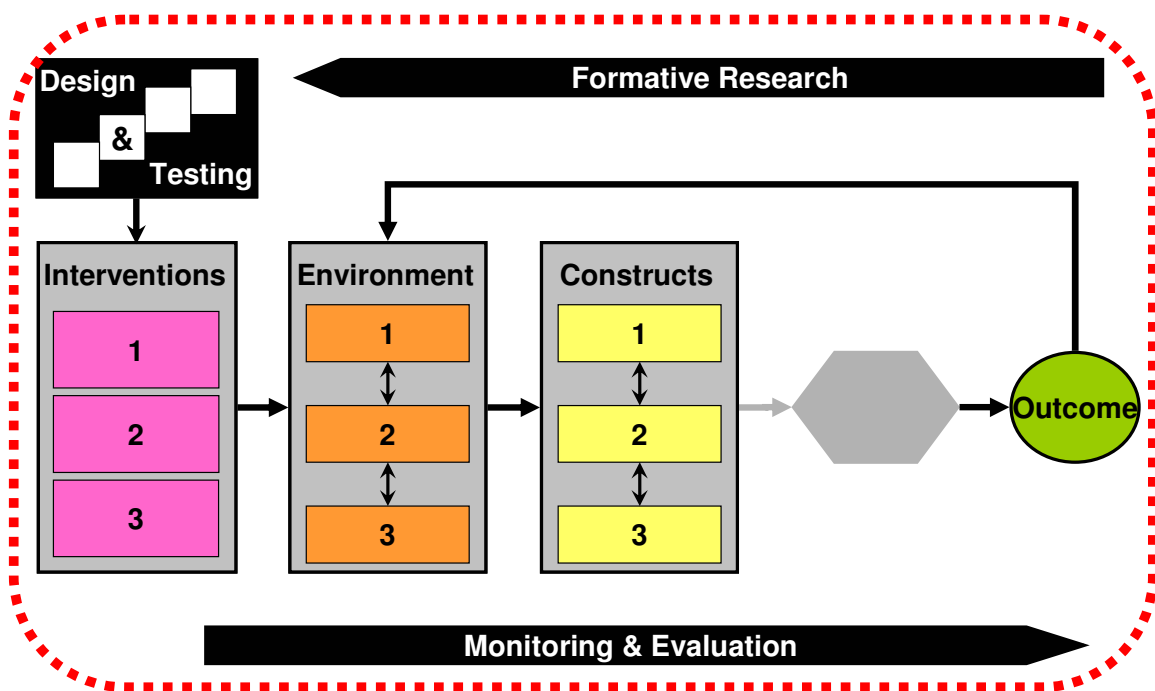 Design
&
Testing
Formative Research
Interventions
1
2
3
Environment
1
2
3
Constructs
1
2
3
Outcome
Monitoring & Evaluation